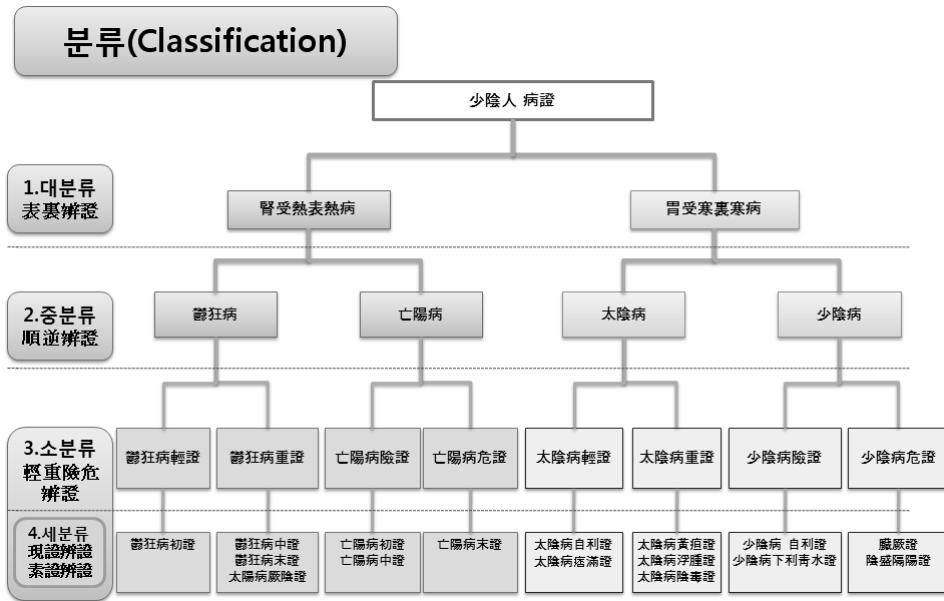 분류(Classification)
少陰人 病證
1.대분류
表裏辨證
腎受熱表熱病
胃受寒裏寒病
2.중분류
順逆辨證
鬱狂病
亡陽病
太陰病
少陰病
3.소분류
輕重險危
辨證
鬱狂病輕證
鬱狂病重證
亡陽病險證
亡陽病危證
太陰病輕證
太陰病重證
少陰病險證
少陰病危證
4.세분류
現證辨證
素證辨證
鬱狂病初證
鬱狂病中證
鬱狂病末證
太陽病厥陰證
亡陽病初證
亡陽病中證
亡陽病末證
太陰病自利證
太陰病痞滿證
太陰病黃疸證
太陰病浮腫證
太陰病陰毒證
少陰病 自利證
少陰病下利靑水證
臟厥證
陰盛隔陽證